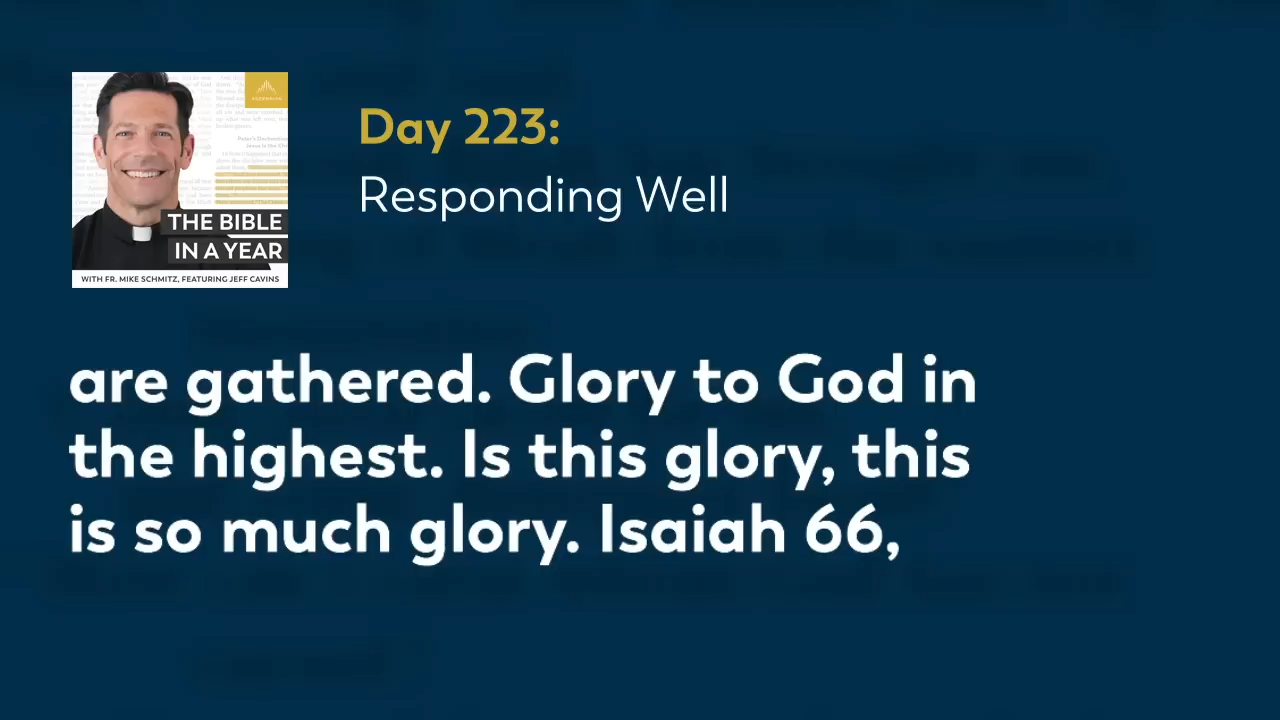 Day 223:
Responding Well
THE BIBLE
IN A YEAR
WITH FR. MIKE SCHMITZ, FEATURING JEFF CAVINS
are gathered. Glory to God in
the highest. Is this glory, this
is so much glory. Isaiah 66,